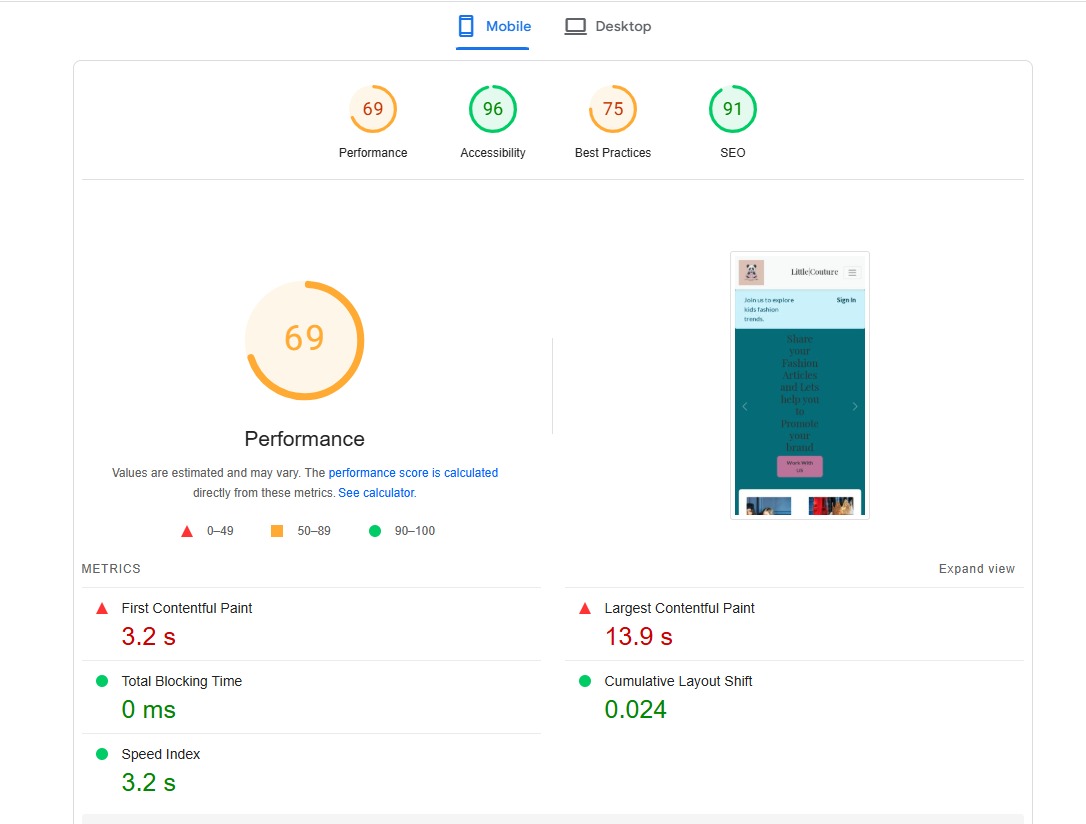 Mobile
Desktop
69
96
75
91
Performance
Accessibility
Best Practices
SEO
69
Performance
Values are estimated and may vary. The performance score is calculated
directly from these metrics. See calculator.
0–49
50–89
90–100
Little|Couture
Join us to explore
kids fashion
trends.
Sign In
Share
your
Fashion
Articles
and Lets
help you
to
Promote
your
brand
Work With
US
METRICS
Expand view
First Contentful Paint
3.2 s
Largest Contentful Paint
13.9 s
Total Blocking Time
0 ms
Cumulative Layout Shift
0.024
Speed Index
3.2 s